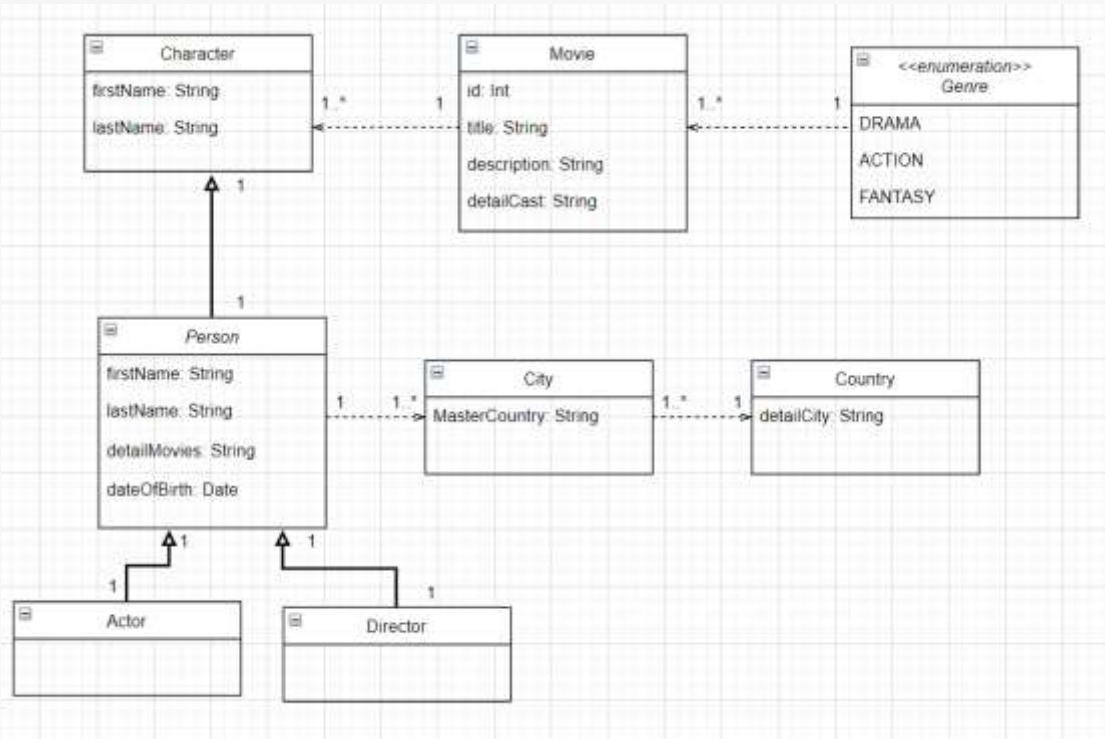 Character
firstName: String
lastName: String
1..*
1
Movie
id: Int
title: String
description: String
detailCast: String
1..*
1
<<enumeration>>
Genre
DRAMA
ACTION
FANTASY
1
1
Person
firstName: String
lastName: String
detailMovies: String
dateOfBirth: Date
1
1..*
City
MasterCountry: String
1..*
1
Country
detailCity: String
1
1
1
1
Actor
Director